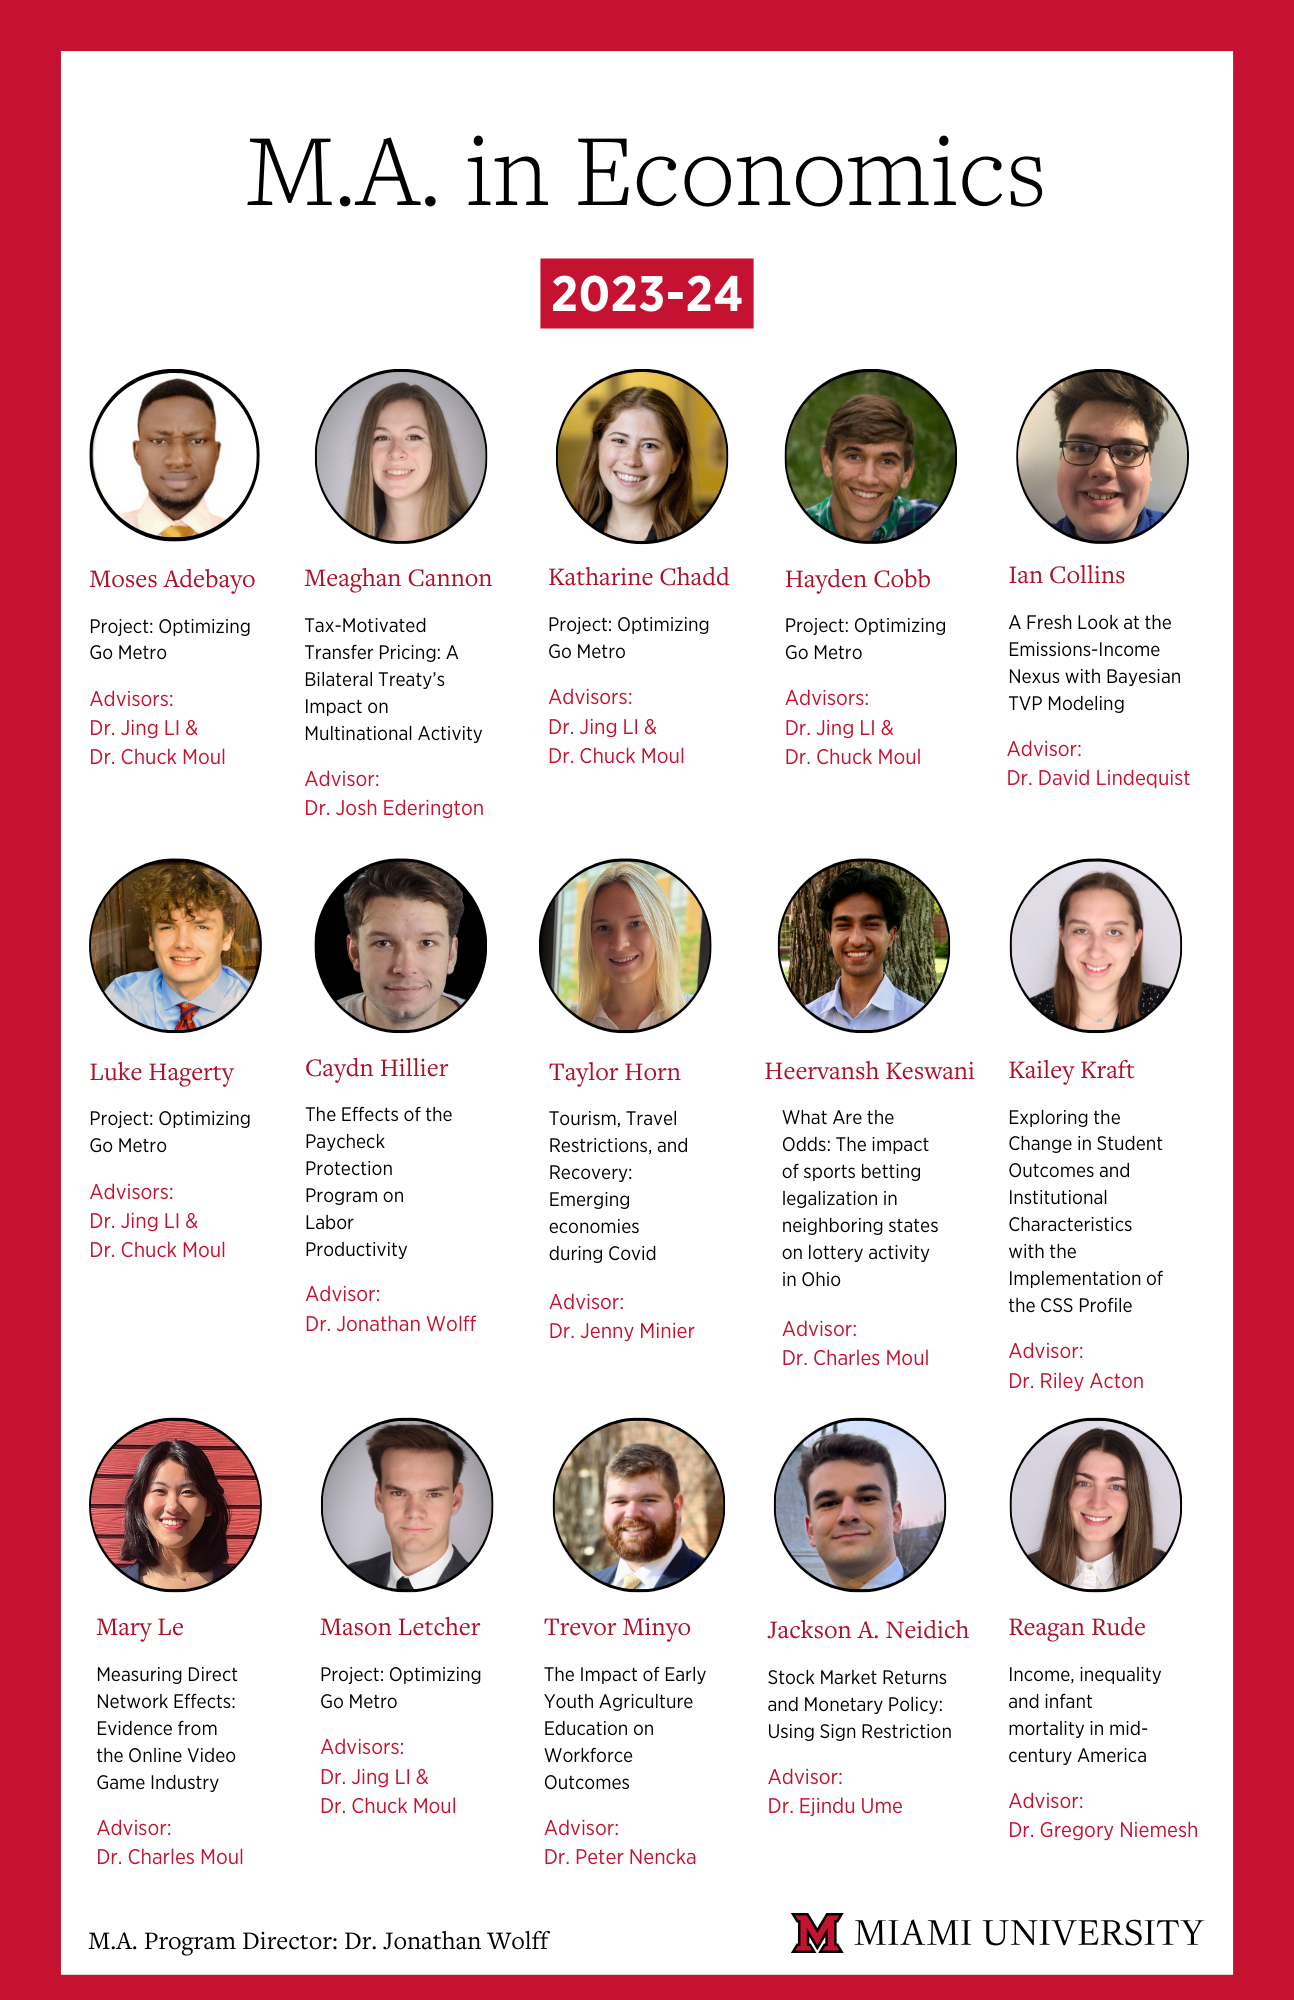 M.A. in Economics
2023-24
Moses Adebayo
Project: Optimizing
Go Metro
Advisors:
Dr. Jing LI &
Dr. Chuck Moul
Meaghan Cannon
Tax-Motivated
Transfer Pricing: A
Bilateral Treaty's
Impact on
Multinational Activity
Advisor:
Dr. Josh Ederington
Katharine Chadd
Project: Optimizing
Go Metro
Advisors:
Dr. Jing LI &
Dr. Chuck Moul
Hayden Cobb
Project: Optimizing
Go Metro
Advisors:
Dr. Jing LI &
Dr. Chuck Moul
Ian Collins
A Fresh Look at the
Emissions-Income
Nexus with Bayesian
TVP Modeling
Advisor:
Dr. David Lindequist
Luke Hagerty
Project: Optimizing
Go Metro
Advisors:
Dr. Jing LI &
Dr. Chuck Moul
Caydn Hillier
The Effects of the
Paycheck
Protection
Program on
Labor
Productivity
Advisor:
Dr. Jonathan Wolff
Taylor Horn
Tourism, Travel
Restrictions, and
Recovery:
Emerging
economies
during Covid
Advisor:
Dr. Jenny Minier
Heervansh Keswani
What Are the
Odds: The impact
of sports betting
legalization in
neighboring states
on lottery activity
in Ohio
Advisor:
Dr. Charles Moul
Kailey Kraft
Exploring the
Change in Student
Outcomes and
Institutional
Characteristics
with the
Implementation of
the CSS Profile
Advisor:
Dr. Riley Acton
Mary Le
Measuring Direct
Network Effects:
Evidence from
the Online Video
Game Industry
Advisor:
Dr. Charles Moul
Mason Letcher
Project: Optimizing
Go Metro
Advisors:
Dr. Jing LI &
Dr. Chuck Moul
Trevor Minyo
The Impact of Early
Youth Agriculture
Education on
Workforce
Outcomes
Advisor:
Dr. Peter Nencka
Jackson A. Neidich
Stock Market Returns
and Monetary Policy:
Using Sign Restriction
Advisor:
Dr. Ejindu Ume
Reagan Rude
Income, inequality
and infant
mortality in mid-
century America
Advisor:
Dr. Gregory Niemesh
M.A. Program Director: Dr. Jonathan Wolff
M MIAMI UNIVERSITY